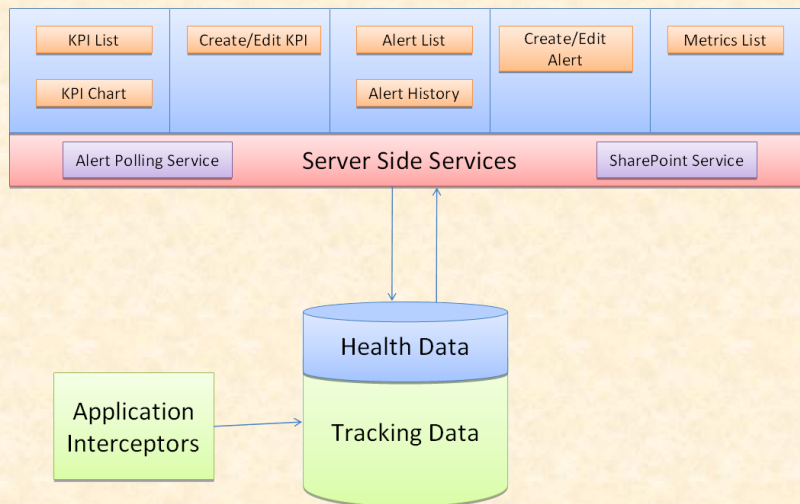 KPI List
KPI Chart
Create/Edit KPI
Alert List
Alert History
Create/Edit
Alert
Metrics List
Alert Polling Service
Server Side Services
SharePoint Service
Health Data
Application
Interceptors
Tracking Data